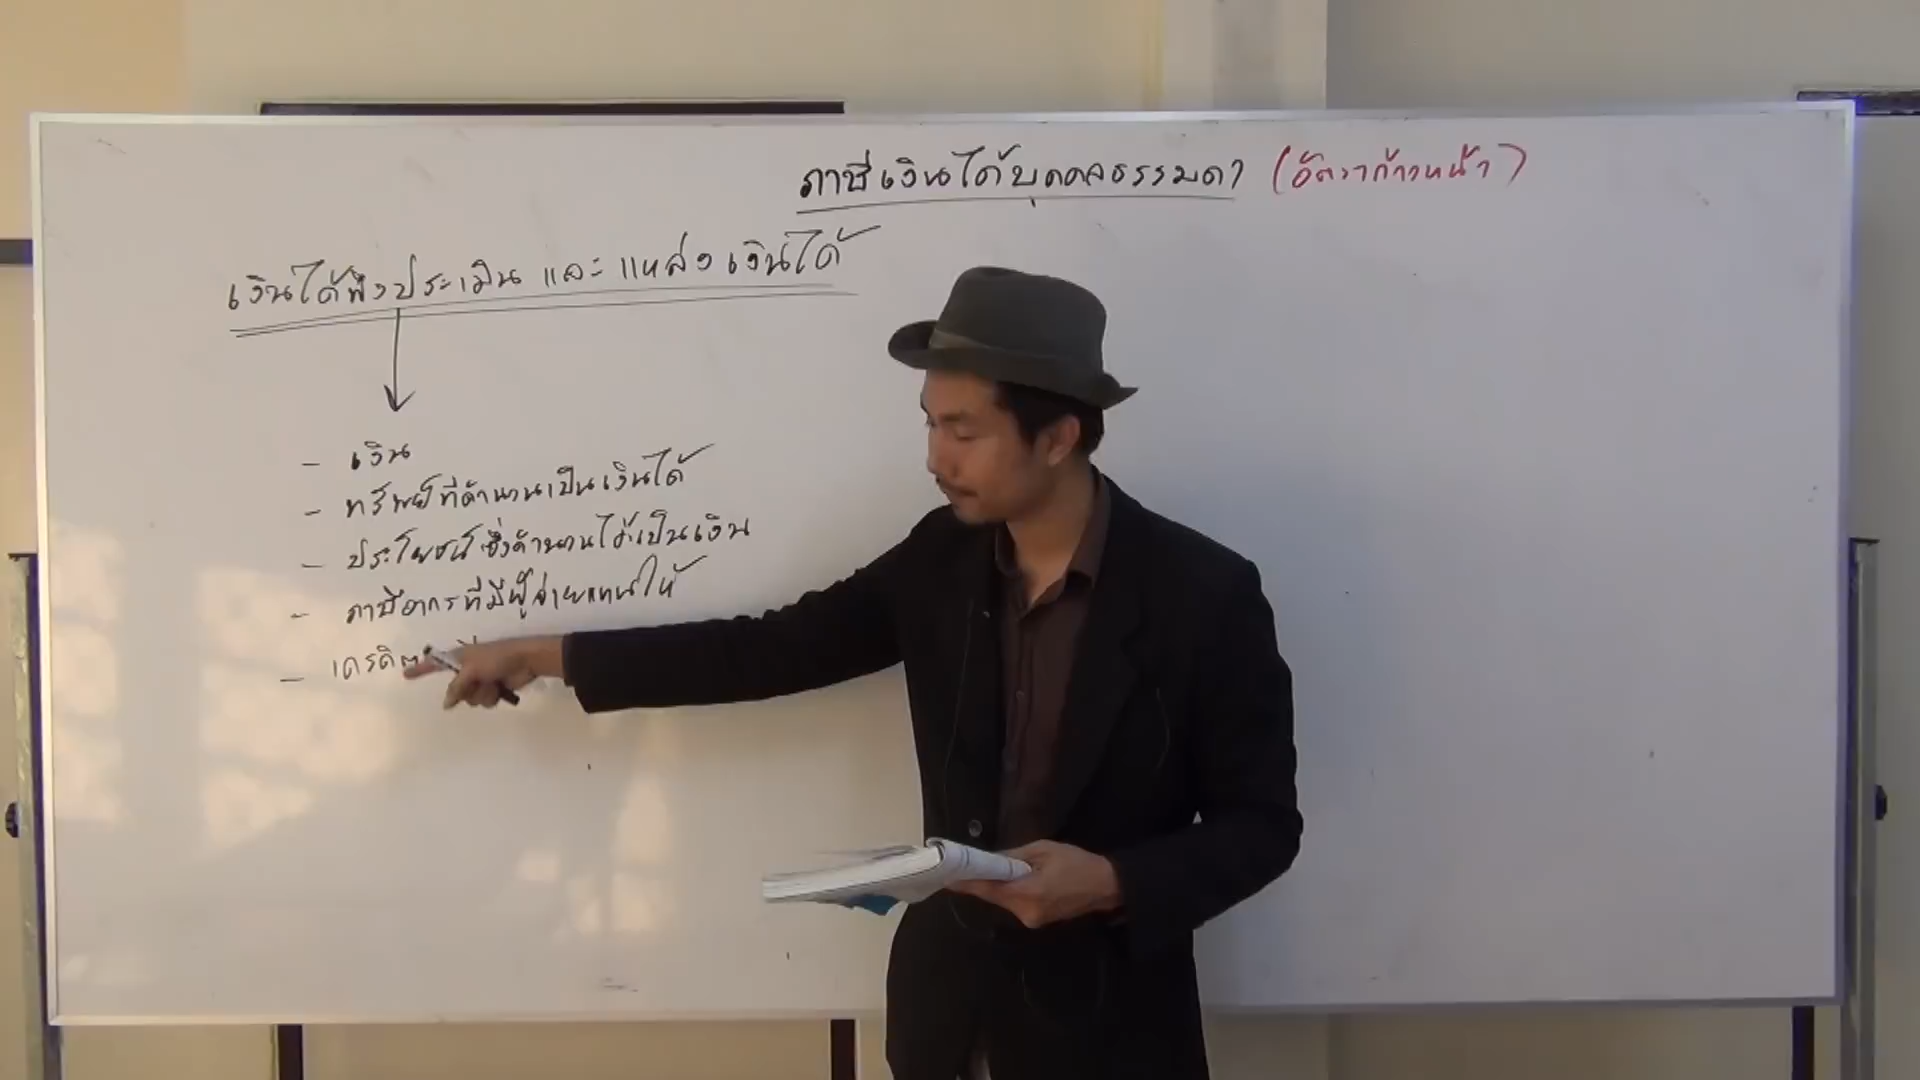 ภาษีเงินได้บุคคลธรรมดา (อัตราก้าวหน้า)
เงินได้พึงประเมิน และ แหล่งเงินได้
- เงิน
- ทรัพย์ที่คำนวนเป็นเงินได้
- ประโยชน์ซึ่งคำนวนได้เป็นเงิน
- ภาษีอากรที่มีผู้จ่ายแทนให้
- เครดิต